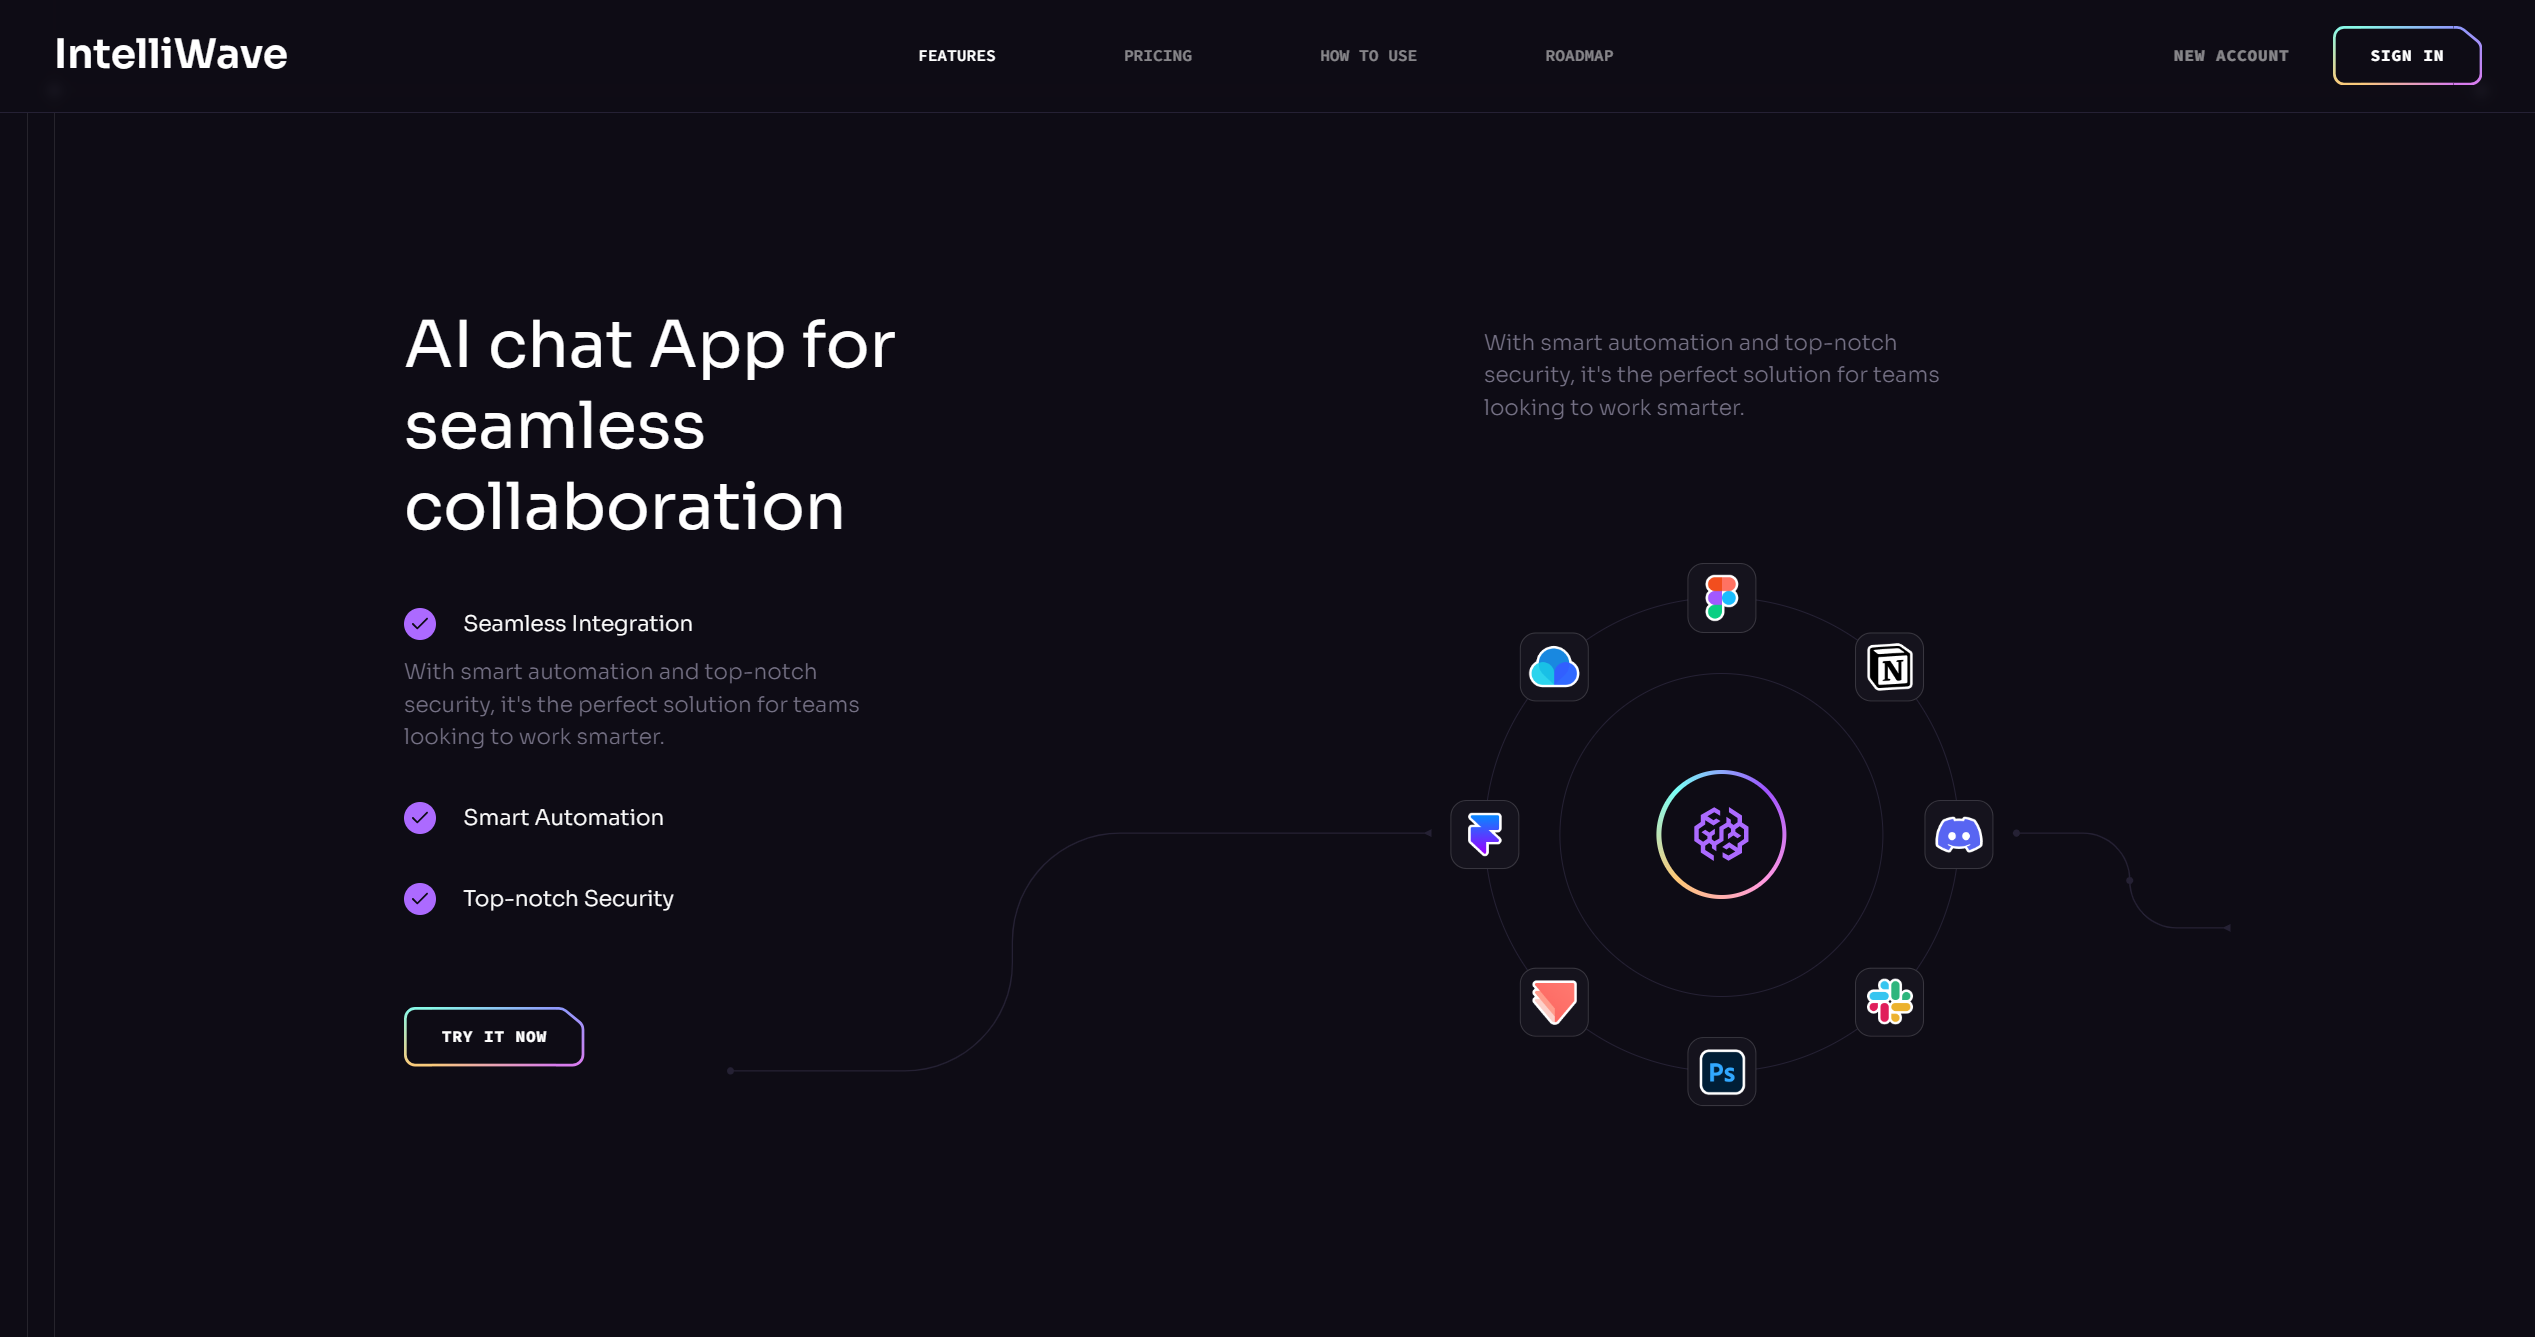 IntelliWave
FEATURES
PRICING
HOW TO USE
ROADMAP
NEW ACCOUNT
SIGN IN
AI chat App for
seamless
collaboration
Seamless Integration
With smart automation and top-notch
security, it's the perfect solution for teams
looking to work smarter.
Smart Automation
Top-notch Security
TRY IT NOW
With smart automation and top-notch
security, it's the perfect solution for teams
looking to work smarter.
N
Ps